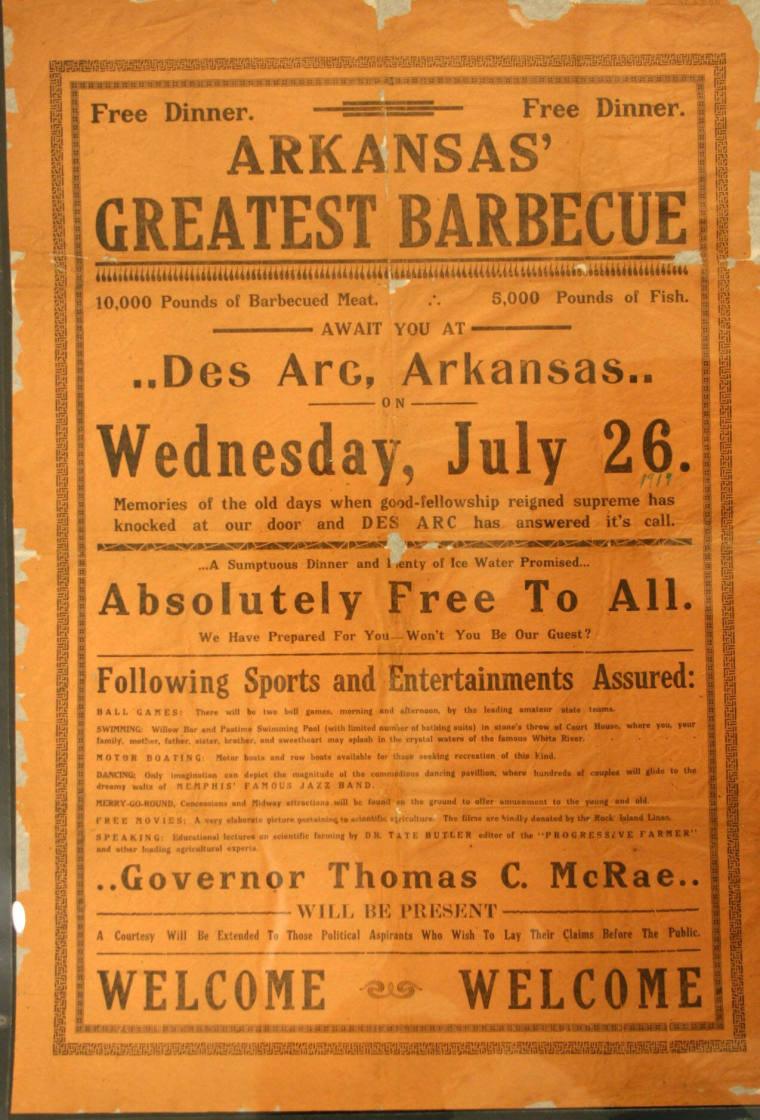 Free Dinner. Free Dinner.
ARKANSAS'
GREATEST BARBECUE
10,000 Pounds of Barbecued Meat. ∴ 5,000 Pounds of Fish.
AWAIT YOU AT
..Des Arc, Arkansas..
ON
Wednesday, July 26.
1919
Memories of the old days when good-fellowship reigned supreme has
knocked at our door and DES ARC has answered it's call.
...A Sumptuous Dinner and Plenty of Ice Water Promised...
Absolutely Free To All.
We Have Prepared For You—Won't You Be Our Guest?
Following Sports and Entertainments Assured:
BALL GAMES: There will be two ball games, morning and afternoon, by the leading amateur state teams.
SWIMMING: Willow Bar and Pastime Swimming Pool (with limited number of bathing suits) in stone's throw of Court House, where you, your
family, mother, father, sister, brother, and sweetheart may splash in the crystal waters of the famous White River.
MOTOR BOATING: Motor boats and row boats available for those seeking recreation of this kind.
DANCING: Only imagination can depict the magnitude of the commodious dancing pavillion, where hundreds of couples will glide to the
dreamy waltz of MEMPHIS' FAMOUS JAZZ BAND.
MERRY-GO-ROUND, Concessions and Midway attractions will be found on the ground to offer amusement to the young and old.
FREE MOVIES: A very elaborate picture pertaining to scientific agriculture. The films are kindly donated by the Rock Island Lines.
SPEAKING: Educational lectures on scientific farming by DR. TATE BUTLER editor of the "PROGRESSIVE FARMER"
and other leading agricultural experts.
..Governor Thomas C. McRae..
WILL BE PRESENT
A Courtesy Will Be Extended To Those Political Aspirants Who Wish To Lay Their Claims Before The Public.
WELCOME WELCOME